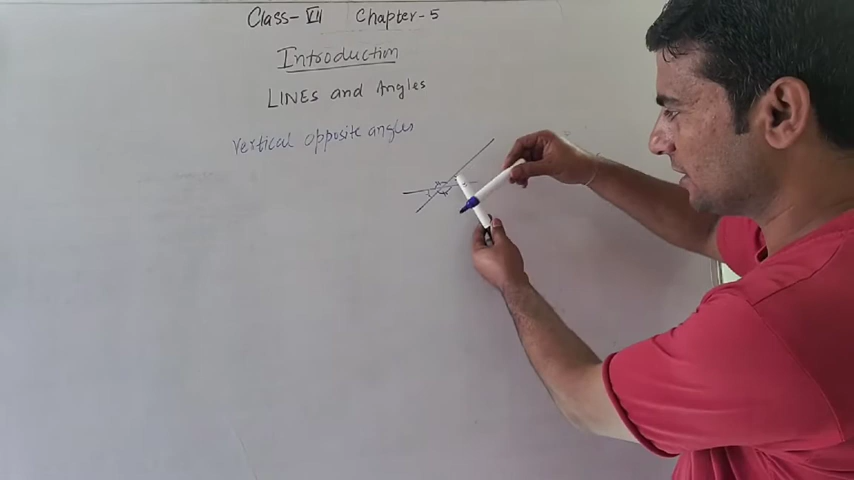 Class-VII Chapter-5
Introduction
LINES and Angles
vertical opposite angles